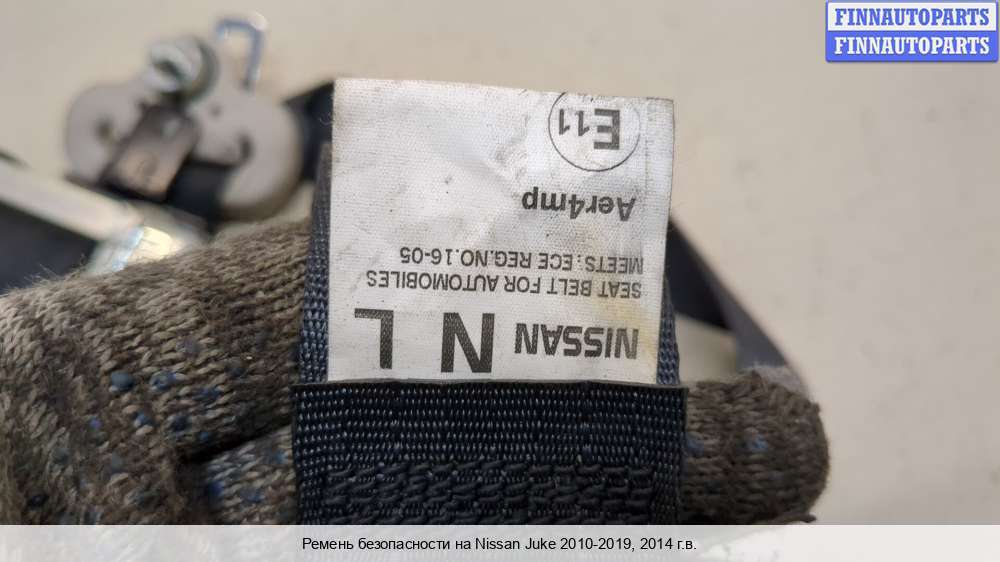 FINNAUTOPARTS
FINNAUTOPARTS
NISSAN N L
SEAT BELT FOR AUTOMOBILES
MEETS: ECE REG.NO.16-05
Aer4mp
E11
Ремень безопасности на Nissan Juke 2010-2019, 2014 г.в.